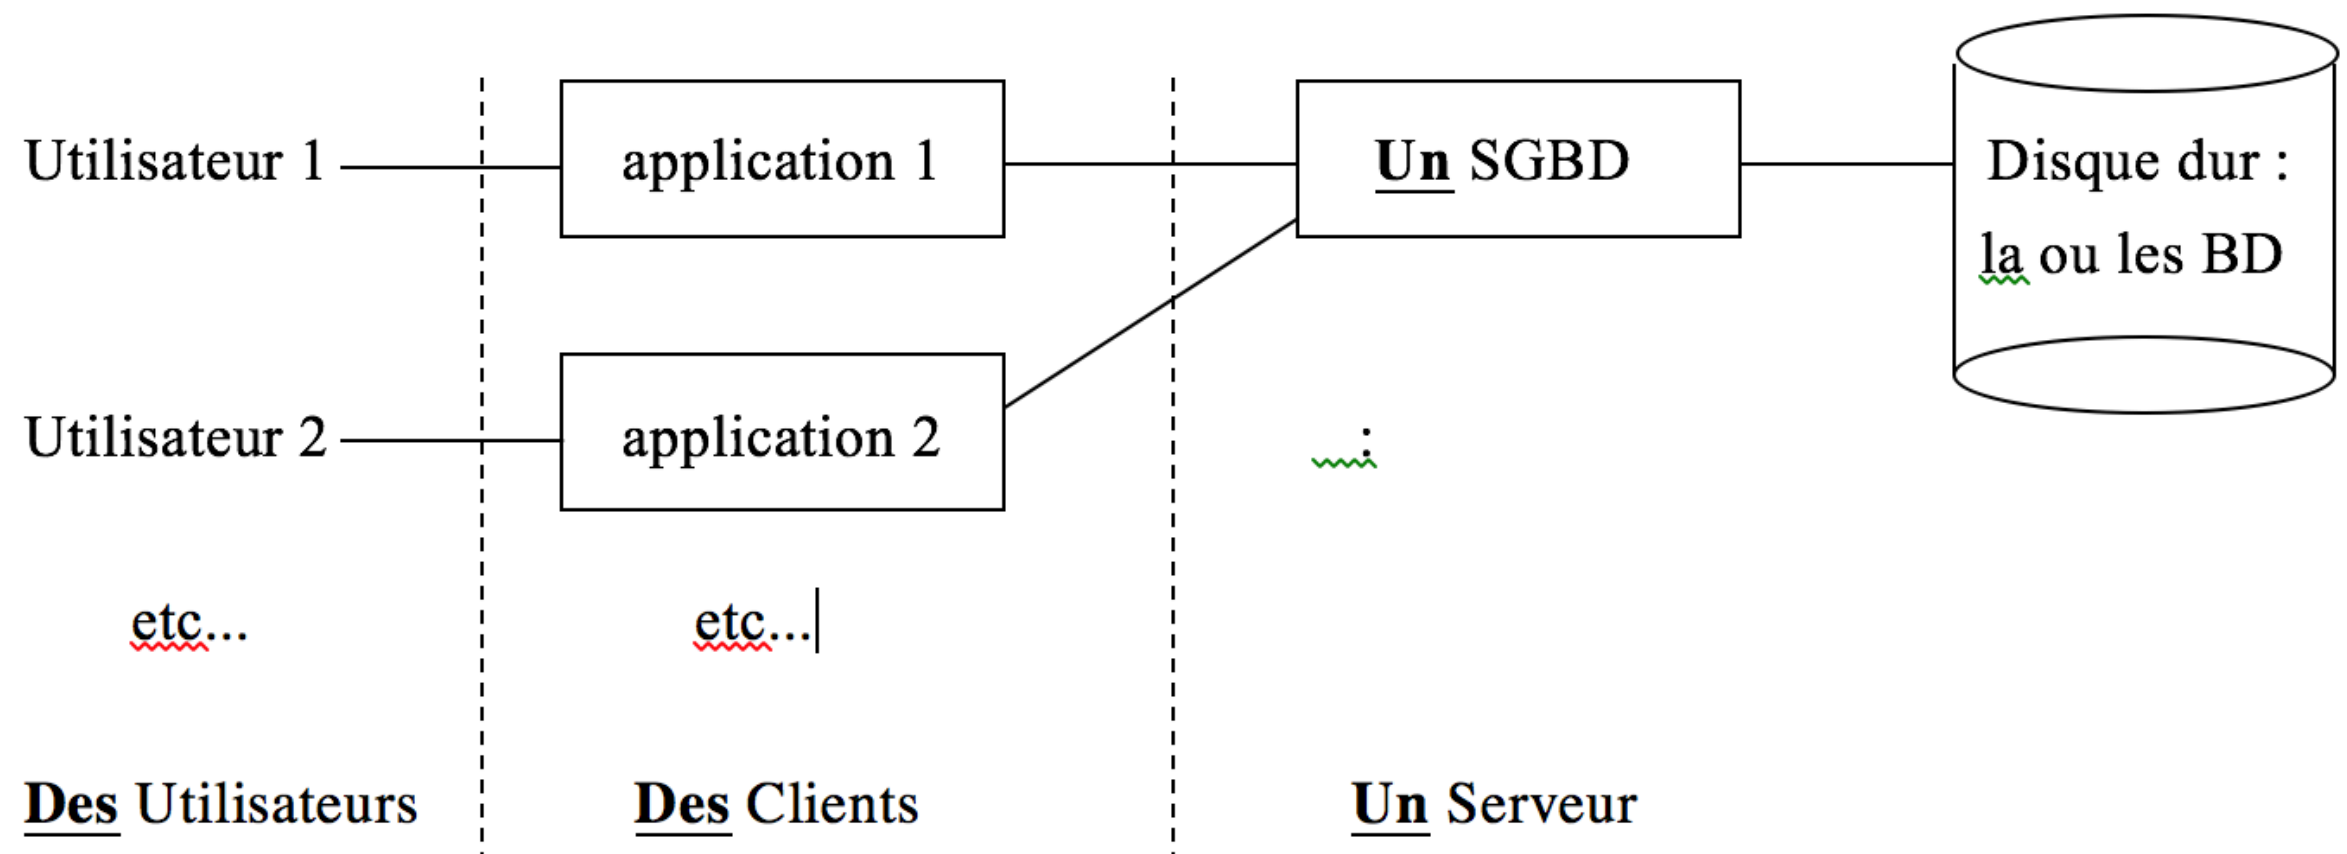 Utilisateur 1
application 1
Un SGBD
Disque dur :
la ou les BD
Utilisateur 2
application 2
:
etc...
etc...
Des Utilisateurs
Des Clients
Un Serveur